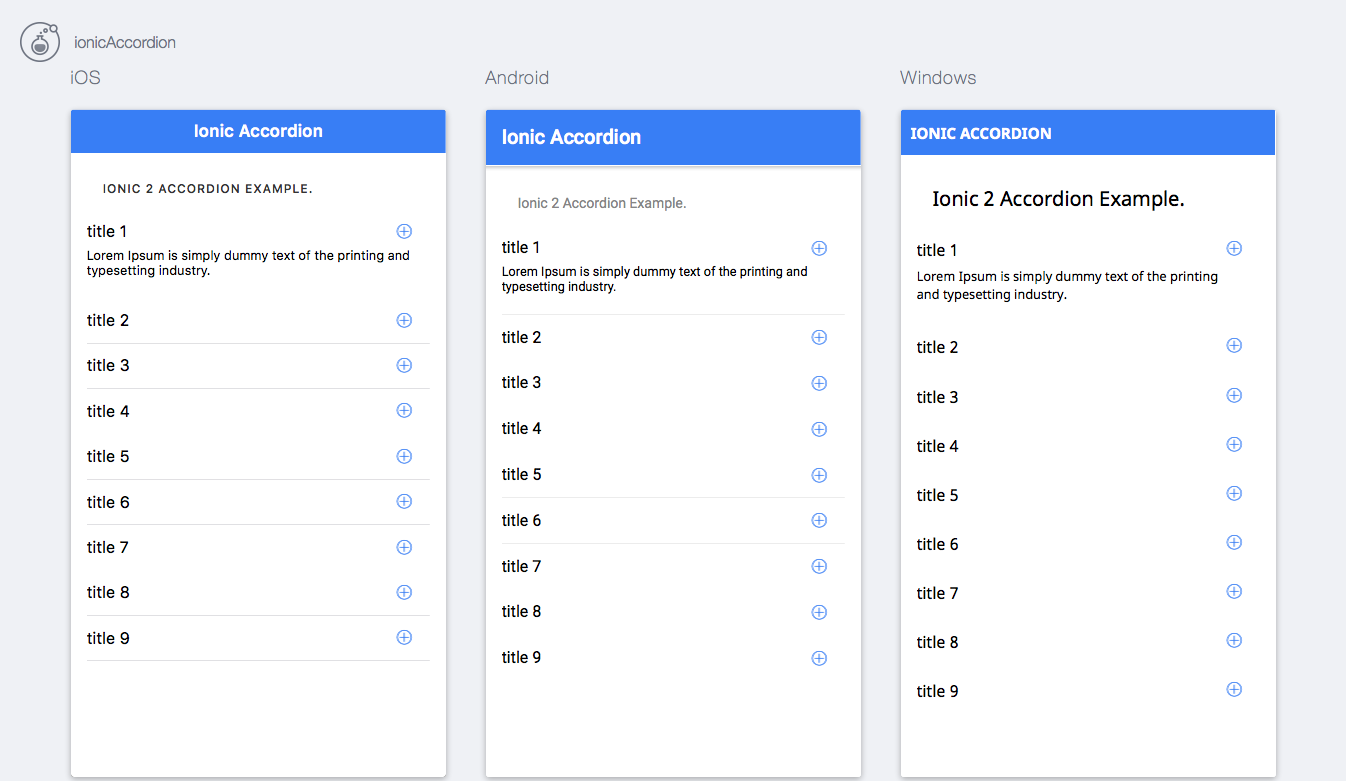 ionicAccordion
iOS
Ionic Accordion
IONIC 2 ACCORDION EXAMPLE.
title 1
Lorem Ipsum is simply dummy text of the printing and
typesetting industry.
title 2
title 3
title 4
title 5
title 6
title 7
title 8
title 9
Android
Ionic Accordion
Ionic 2 Accordion Example.
title 1
Lorem Ipsum is simply dummy text of the printing and
typesetting industry.
title 2
title 3
title 4
title 5
title 6
title 7
title 8
title 9
Windows
IONIC ACCORDION
Ionic 2 Accordion Example.
title 1
Lorem Ipsum is simply dummy text of the printing
and typesetting industry.
title 2
title 3
title 4
title 5
title 6
title 7
title 8
title 9